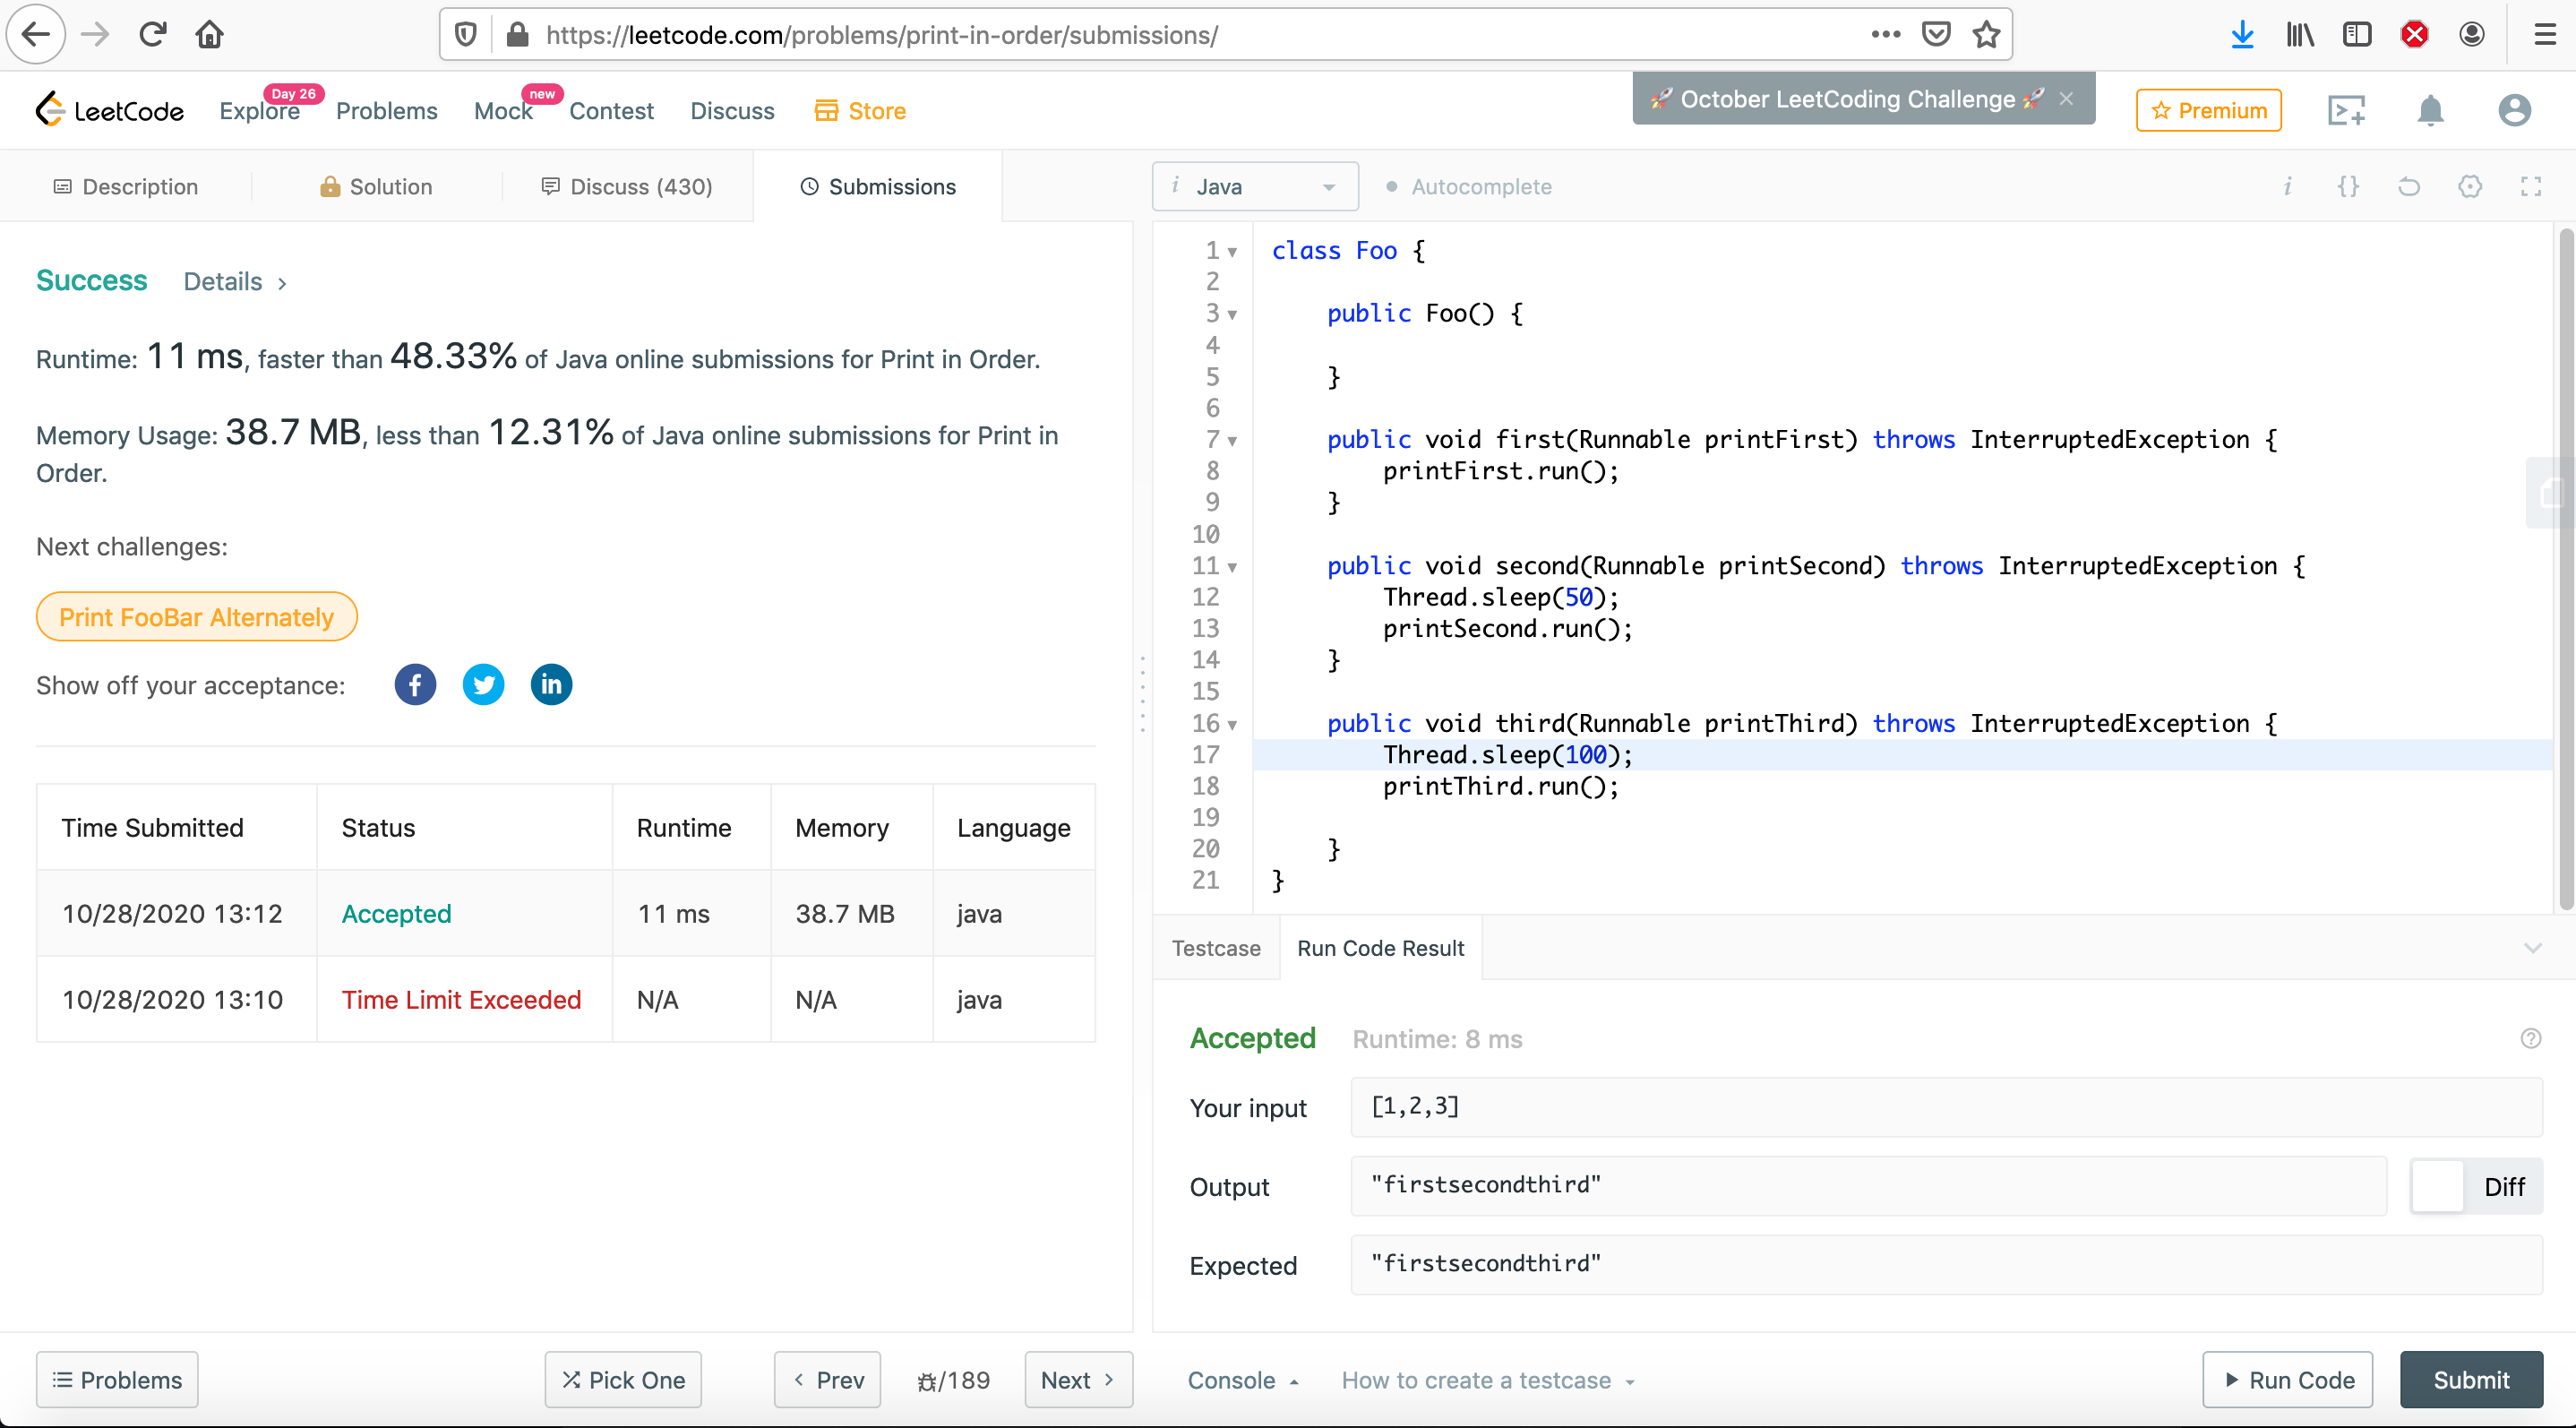 https://leetcode.com/problems/print-in-order/submissions/
LeetCode
Explore
Day 26
Problems
Mock
new
Contest
Discuss
Store
🚀 October LeetCoding Challenge 🚀 ×
Premium
Description
Solution
Discuss (430)
Submissions
i Java
Autocomplete
Success Details >
Runtime: 11 ms, faster than 48.33% of Java online submissions for Print in Order.
Memory Usage: 38.7 MB, less than 12.31% of Java online submissions for Print in
Order.
Next challenges:
Print FooBar Alternately
Show off your acceptance:
Time Submitted Status Runtime Memory Language
10/28/2020 13:12 Accepted 11 ms 38.7 MB java
10/28/2020 13:10 Time Limit Exceeded N/A N/A java
1 class Foo {
2
3     public Foo() {
4
5     }
6
7     public void first(Runnable printFirst) throws InterruptedException {
8         printFirst.run();
9     }
10
11     public void second(Runnable printSecond) throws InterruptedException {
12         Thread.sleep(50);
13         printSecond.run();
14     }
15
16     public void third(Runnable printThird) throws InterruptedException {
17         Thread.sleep(100);
18         printThird.run();
19
20     }
21 }
Testcase
Run Code Result
Accepted Runtime: 8 ms
Your input [1,2,3]
Output "firstsecondthird" Diff
Expected "firstsecondthird"
Problems
Pick One
< Prev
/189
Next >
Console
How to create a testcase
Run Code
Submit